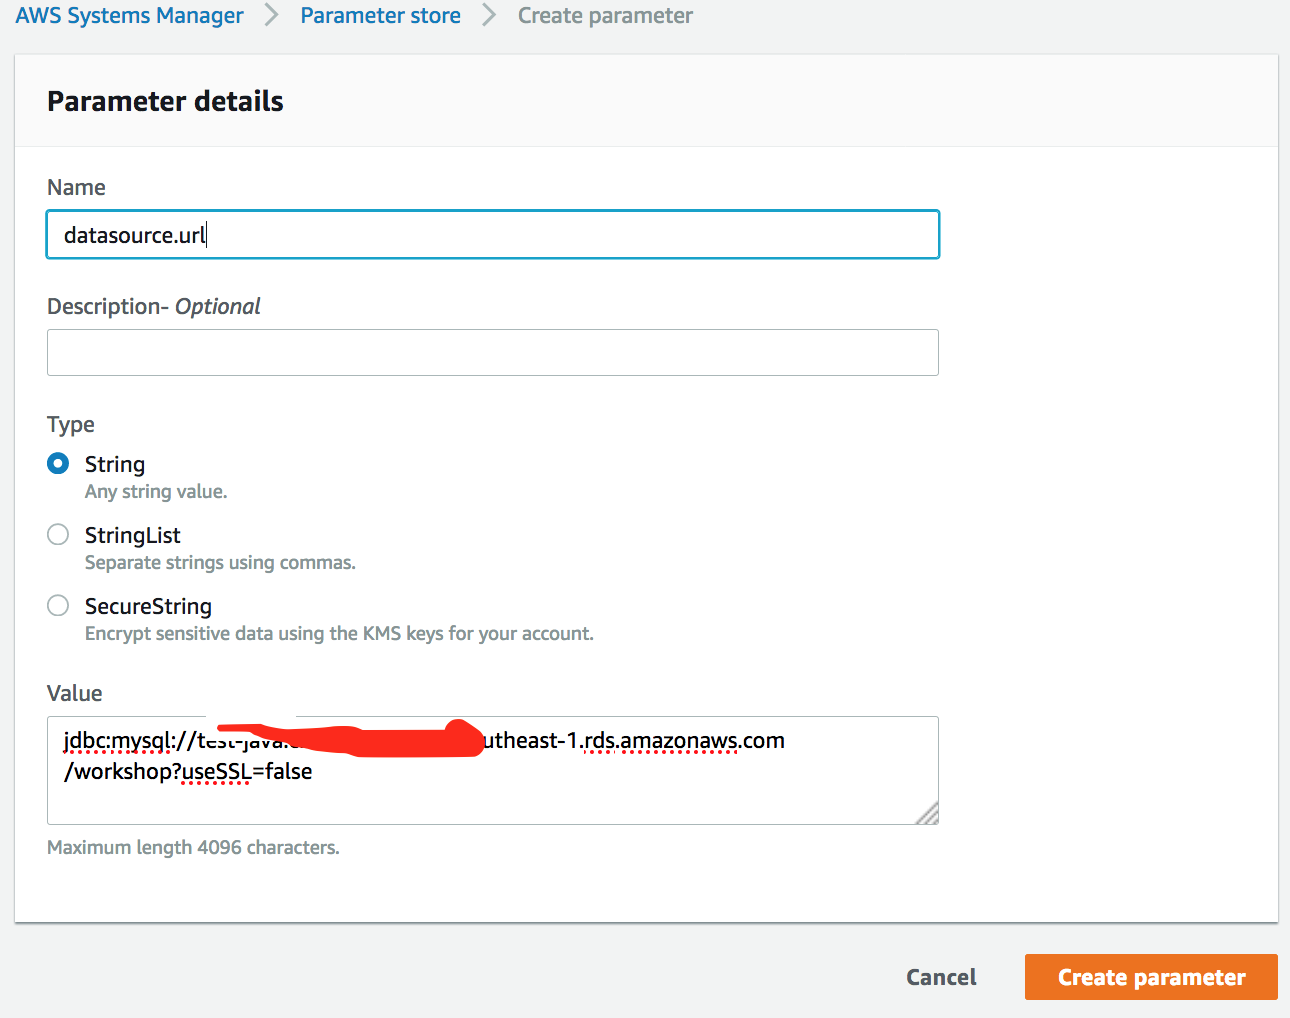 AWS Systems Manager > Parameter store > Create parameter
Parameter details
Name
datasource.url
Description- Optional
Type
String
Any string value.
StringList
Separate strings using commas.
SecureString
Encrypt sensitive data using the KMS keys for your account.
Value
jdbc:mysql://test-java. utheast-1.rds.amazonaws.com
/workshop?useSSL=false
Maximum length 4096 characters.
Cancel
Create parameter